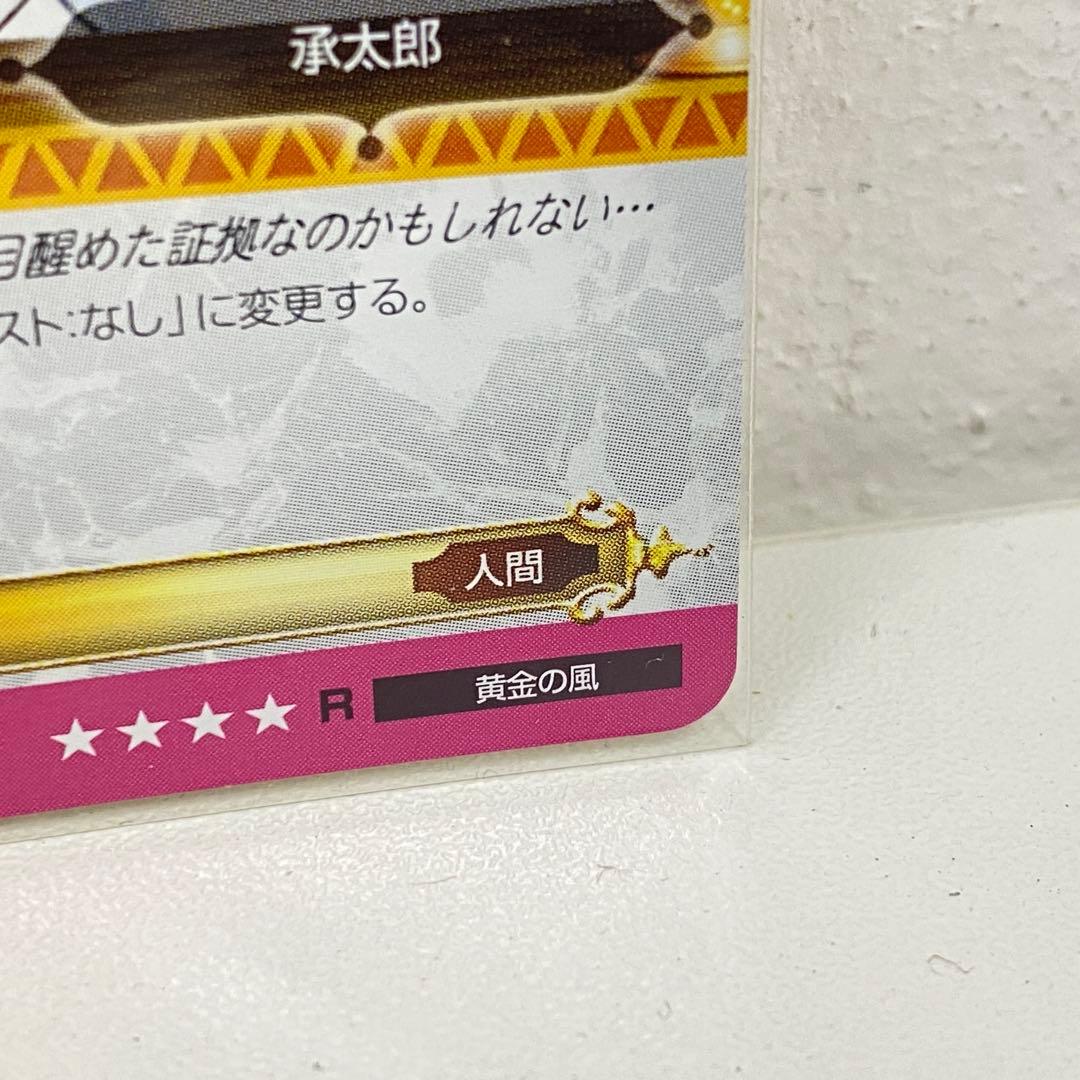 承太郎
目醒めた証拠なのかもしれない…
スト:なし」に変更する。
人間
★★★★ R 黄金の風